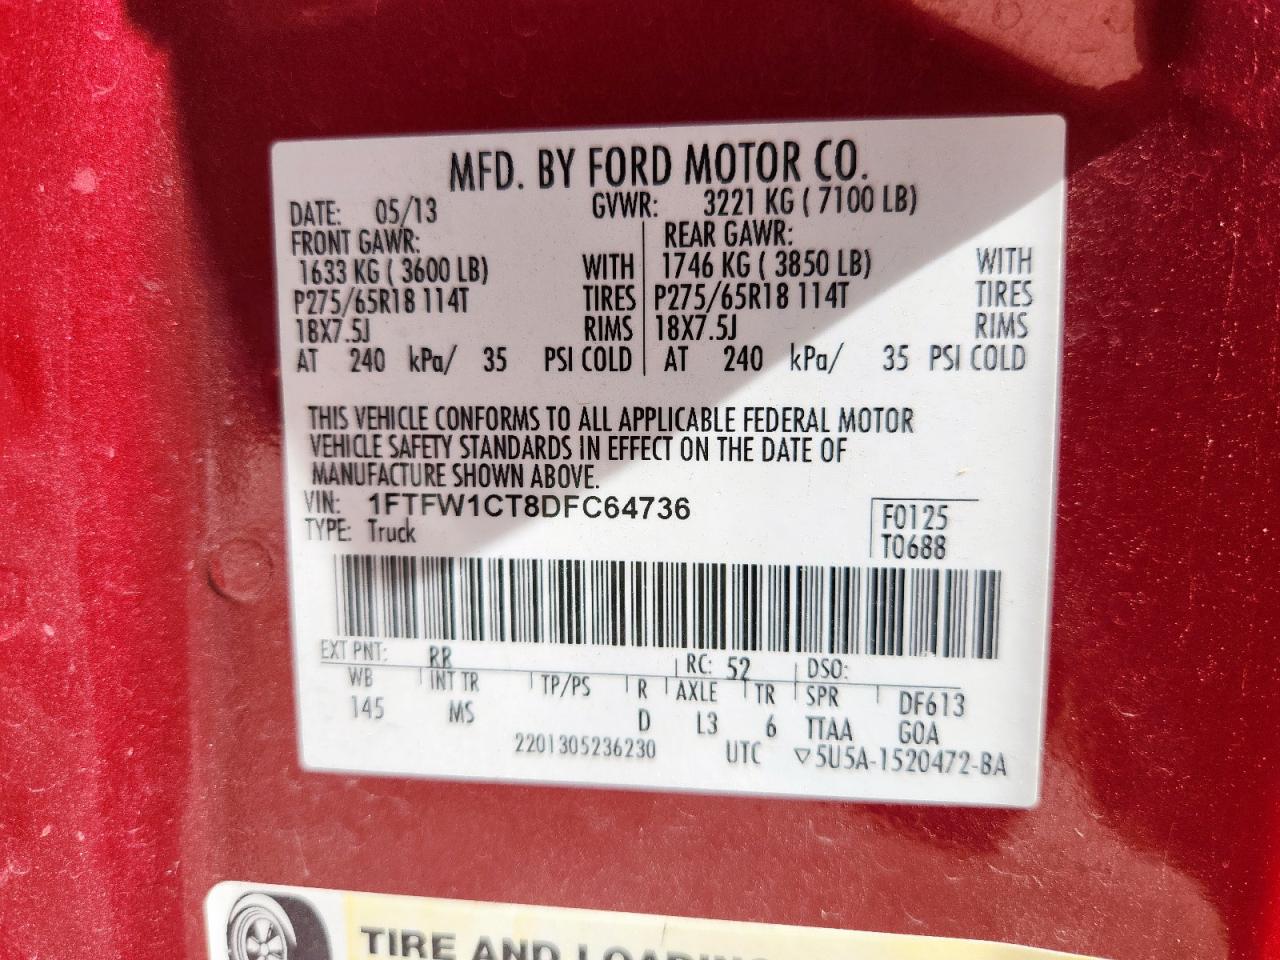 MFD. BY FORD MOTOR CO.
DATE: 05/13 GVWR: 3221 KG ( 7100 LB)
FRONT GAWR: REAR GAWR:
1633 KG ( 3600 LB) WITH 1746 KG ( 3850 LB) WITH
P275/65R18 114T TIRES P275/65R18 114T TIRES
18X7.5J RIMS 18X7.5J RIMS
AT 240 kPa/ 35 PSI COLD AT 240 kPa/ 35 PSI COLD
THIS VEHICLE CONFORMS TO ALL APPLICABLE FEDERAL MOTOR
VEHICLE SAFETY STANDARDS IN EFFECT ON THE DATE OF
MANUFACTURE SHOWN ABOVE.
VIN: 1FTFW1CT8DFC64736
TYPE: Truck
F0125
T0688
EXT PNT: RR RC: 52 DSO:
WB INT TR TP/PS R AXLE TR SPR DF613
145 MS D L3 6 TTAA GOA
2201305236230 UTC ▽5U5A-1520472-BA
TIRE AND LOADING